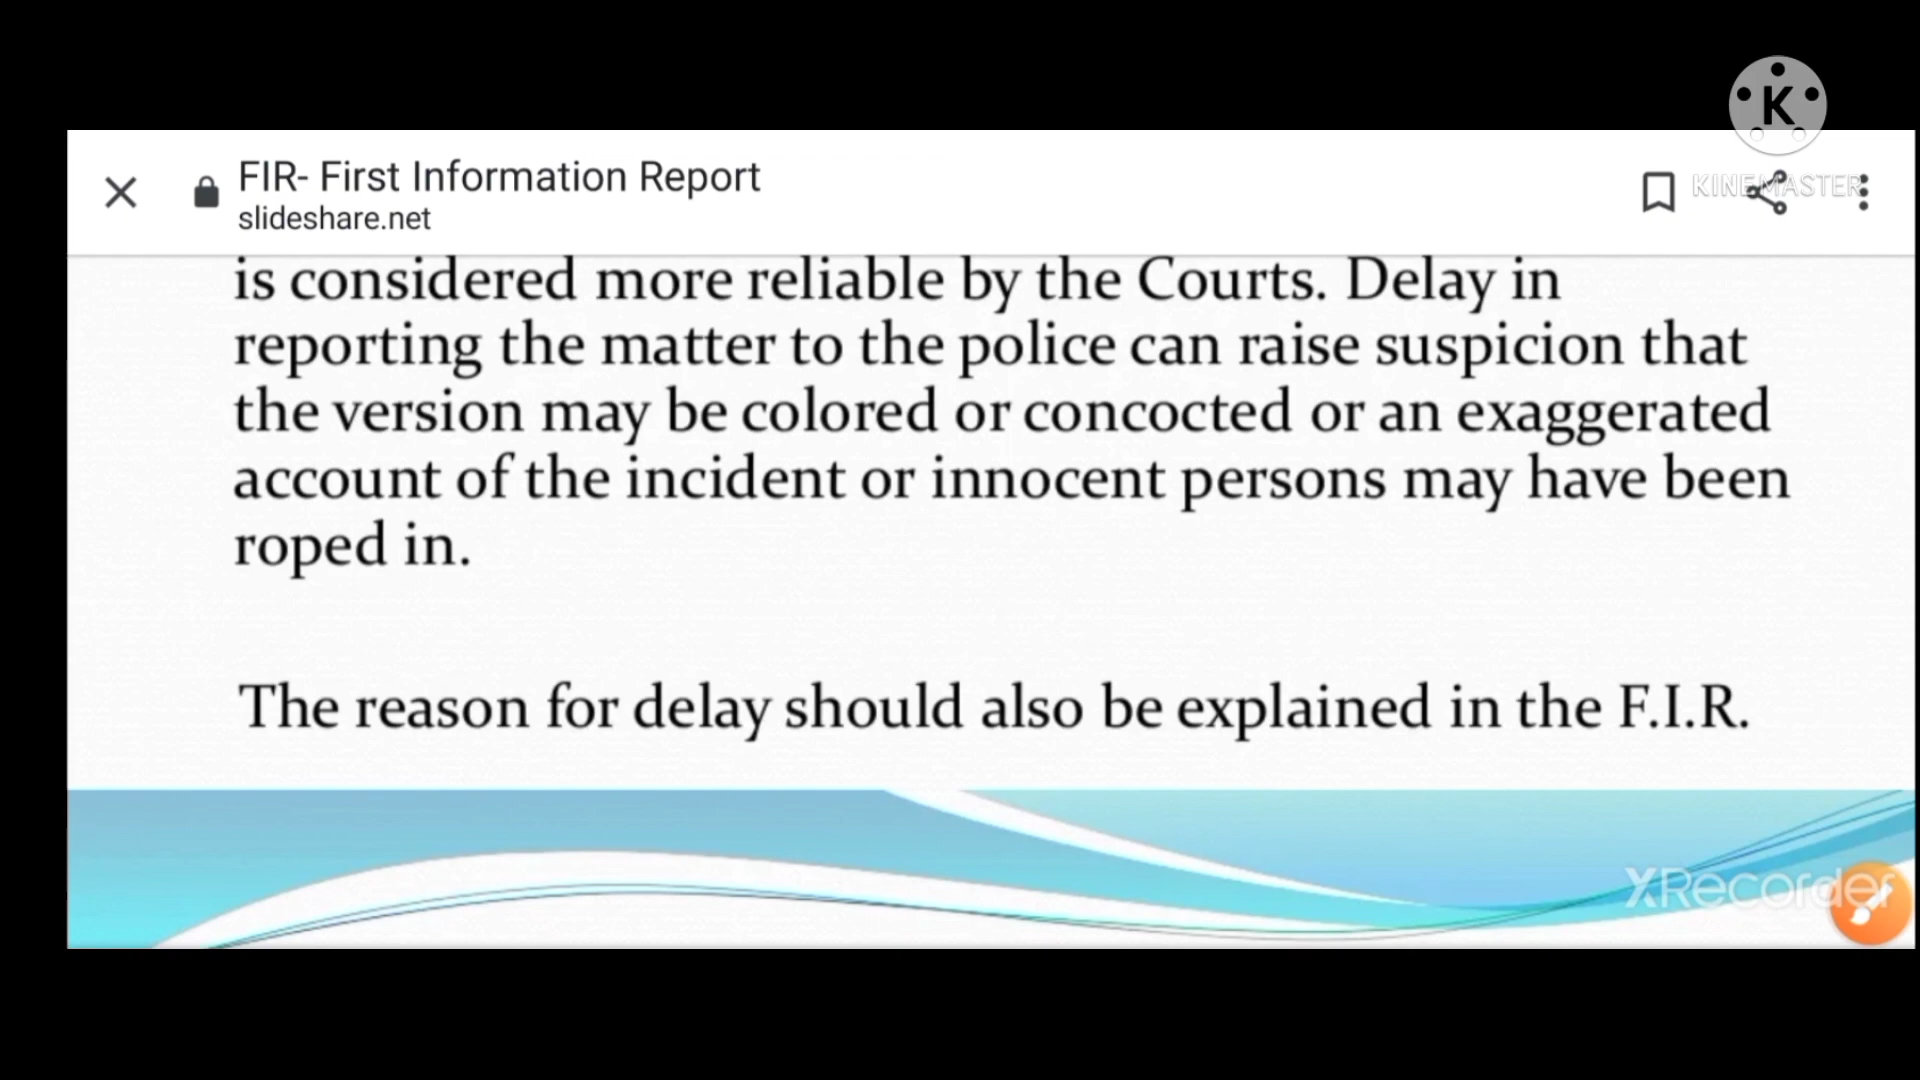 K
KINEMASTER
FIR- First Information Report
slideshare.net
is considered more reliable by the Courts. Delay in
reporting the matter to the police can raise suspicion that
the version may be colored or concocted or an exaggerated
account of the incident or innocent persons may have been
roped in.
The reason for delay should also be explained in the F.I.R.
XRecorder